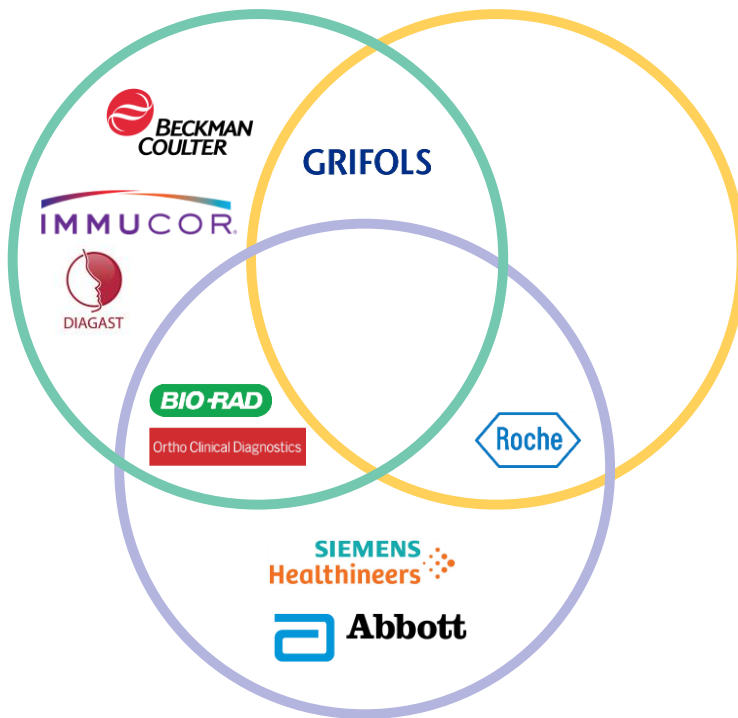 BECKMAN
COULTER
GRIFOLS
IMMUCOR
DIAGAST
BIO-RAD
Ortho Clinical Diagnostics
Roche
SIEMENS
Healthineers
Abbott